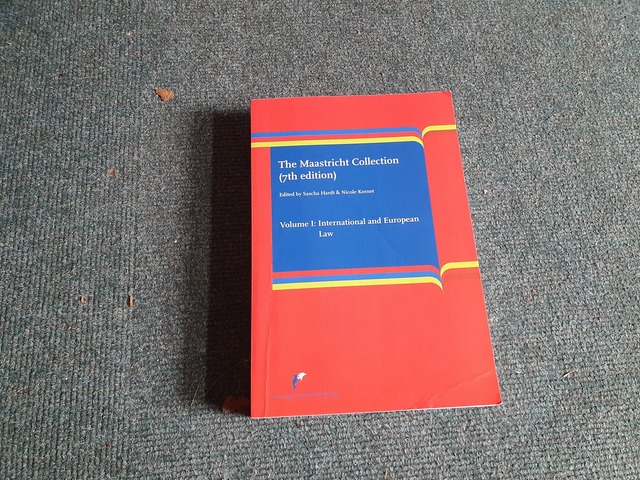 The Maastricht Collection
(7th edition)
Edited by Sascha Hardt & Nicole Kornet
Volume I: International and European
Law